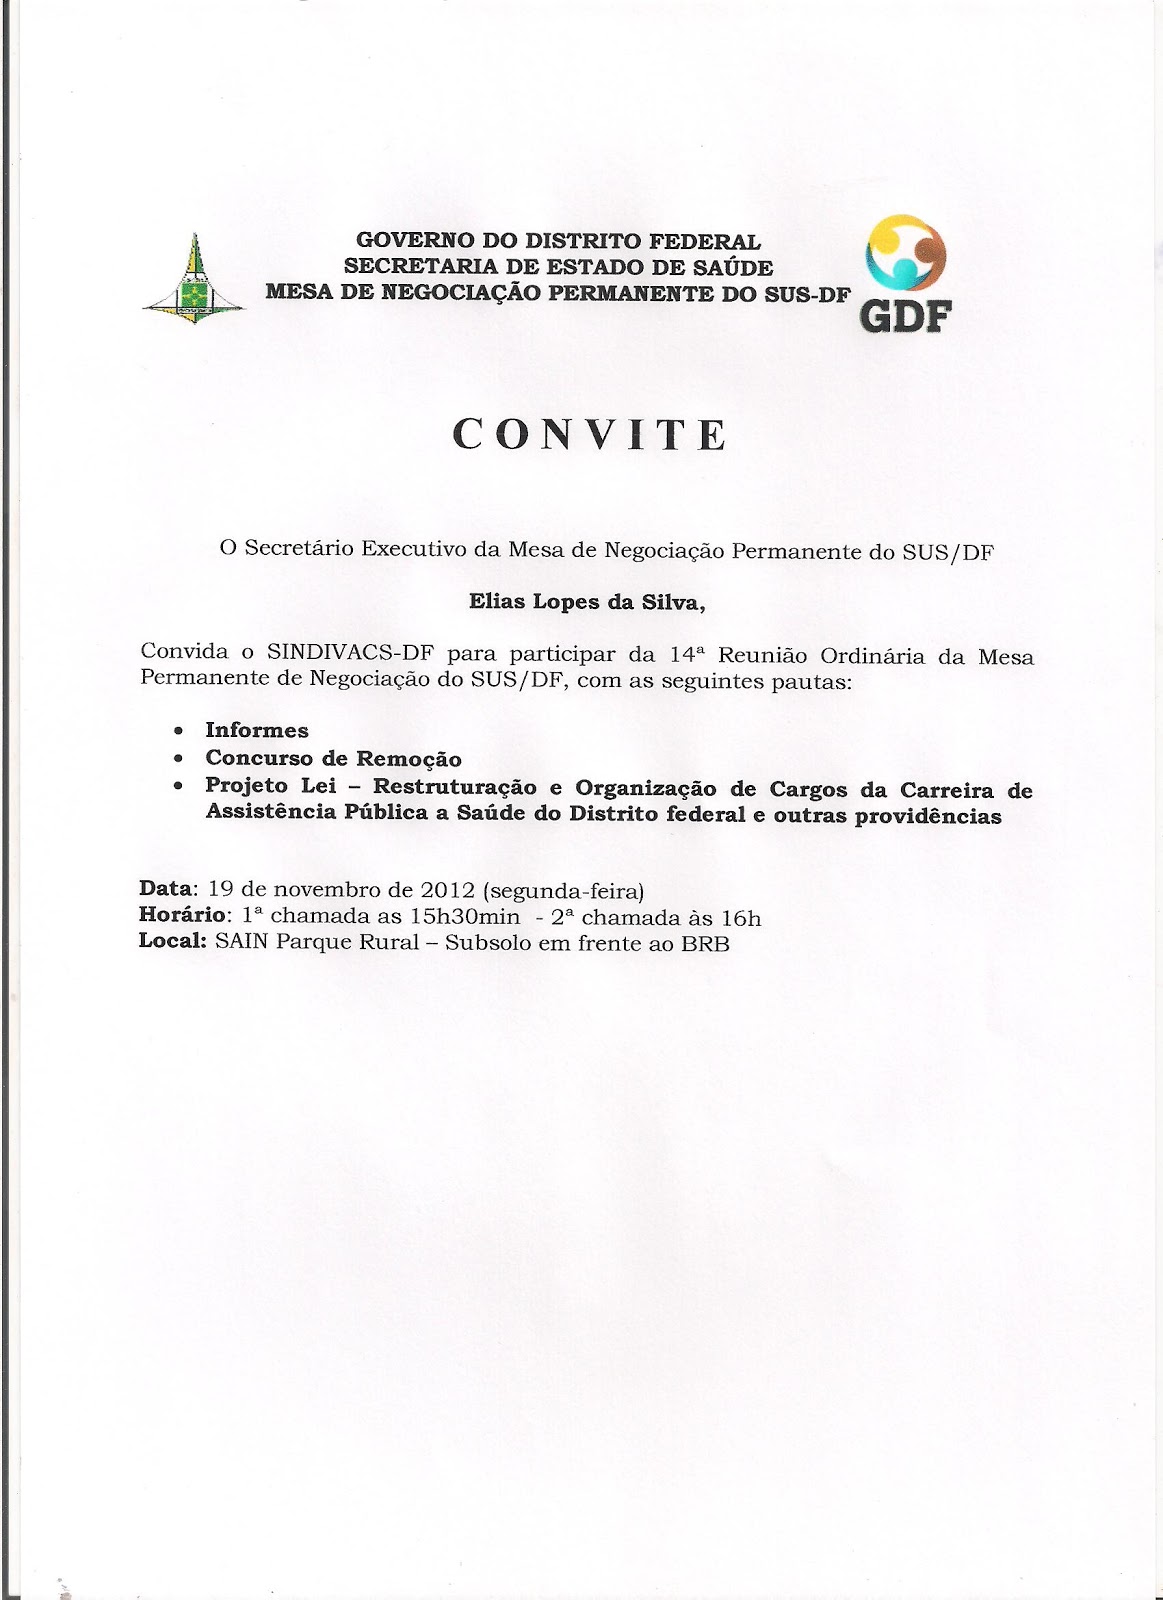 GOVERNO DO DISTRITO FEDERAL
SECRETARIA DE ESTADO DE SAÚDE
MESA DE NEGOCIAÇÃO PERMANENTE DO SUS-DF
GDF
CONVITE
O Secretário Executivo da Mesa de Negociação Permanente do SUS/DF
Elias Lopes da Silva,
Convida o SINDIVACS-DF para participar da 14ª Reunião Ordinária da Mesa
Permanente de Negociação do SUS/DF, com as seguintes pautas:
• Informes
• Concurso de Remoção
• Projeto Lei – Restruturação e Organização de Cargos da Carreira de
Assistência Pública a Saúde do Distrito federal e outras providências
Data: 19 de novembro de 2012 (segunda-feira)
Horário: 1ª chamada as 15h30min - 2ª chamada às 16h
Local: SAIN Parque Rural – Subsolo em frente ao BRB